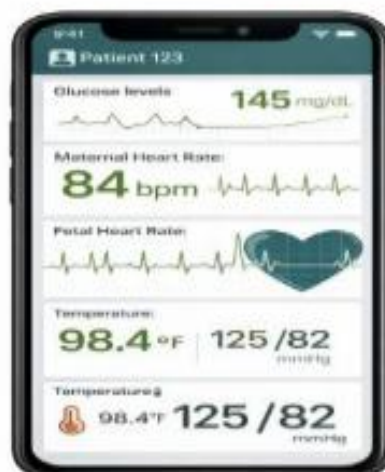 9:41
Patient 123
Glucose levels
145 mg/dL
Maternal Heart Rate:
84 bpm
Fetal Heart Rate:
Temperature:
98.4 °F | 125 /82
mmHg
Temperature
98.4°F 125 /82
mmHg